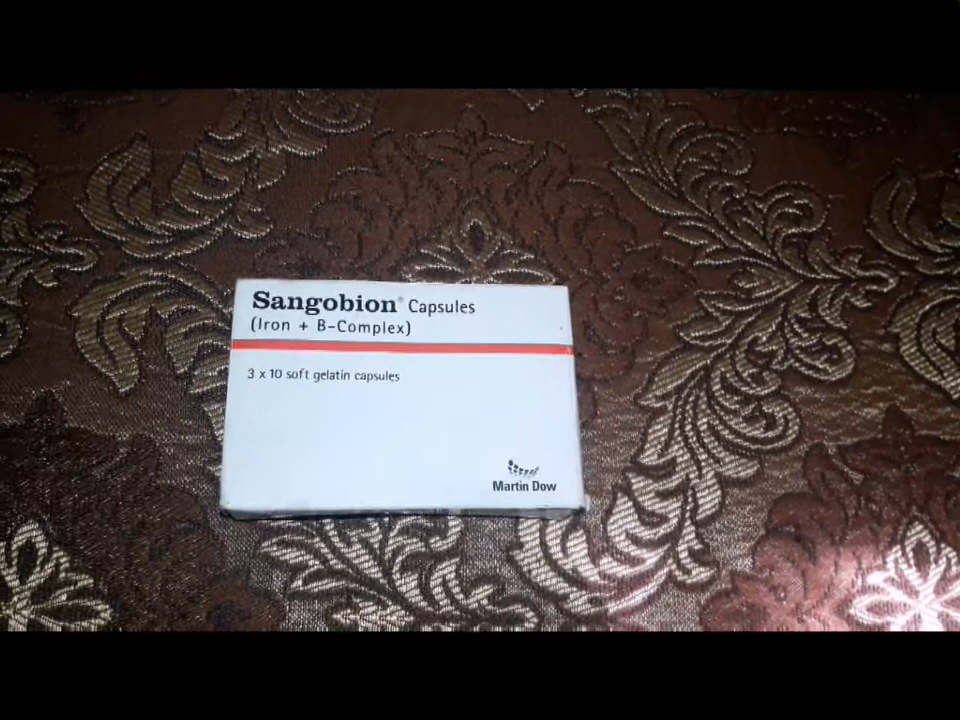 Sangobion® Capsules
(Iron + B-Complex)
3 x 10 soft gelatin capsules
Martin Dow